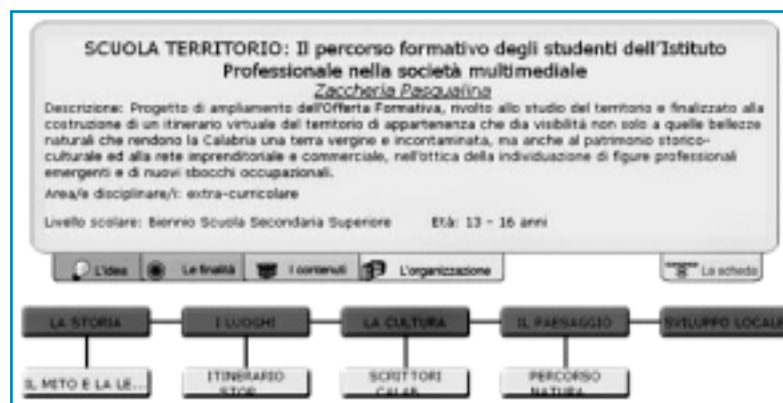 SCUOLA TERRITORIO: Il percorso formativo degli studenti dell'Istituto
Professionale nella società multimediale
Zaccheria Pasqualina
Descrizione: Progetto di ampliamento dell'Offerta Formativa, rivolto allo studio del territorio e finalizzato alla
costruzione di un itinerario virtuale del territorio di appartenenza che dia visibilità non solo a quelle bellezze
naturali che rendono la Calabria una terra vergine e incontaminata, ma anche al patrimonio storico-
culturale ed alla rete imprenditoriale e commerciale, nell'ottica della individuazione di figure professionali
emergenti e di nuovi sbocchi occupazionali.
Area/e disciplinare/i: extra-curricolare
Livello scolare: Biennio Scuola Secondaria Superiore Età: 13 - 16 anni
L'idea Le finalità I contenuti L'organizzazione La scheda
LA STORIA I LUOGHI LA CULTURA IL PAESAGGIO SVILUPPO LOCALE
IL MITO E LA LE... ITINERARIO SCRITTORI PERCORSO
STOR... CALAB... NATURA...